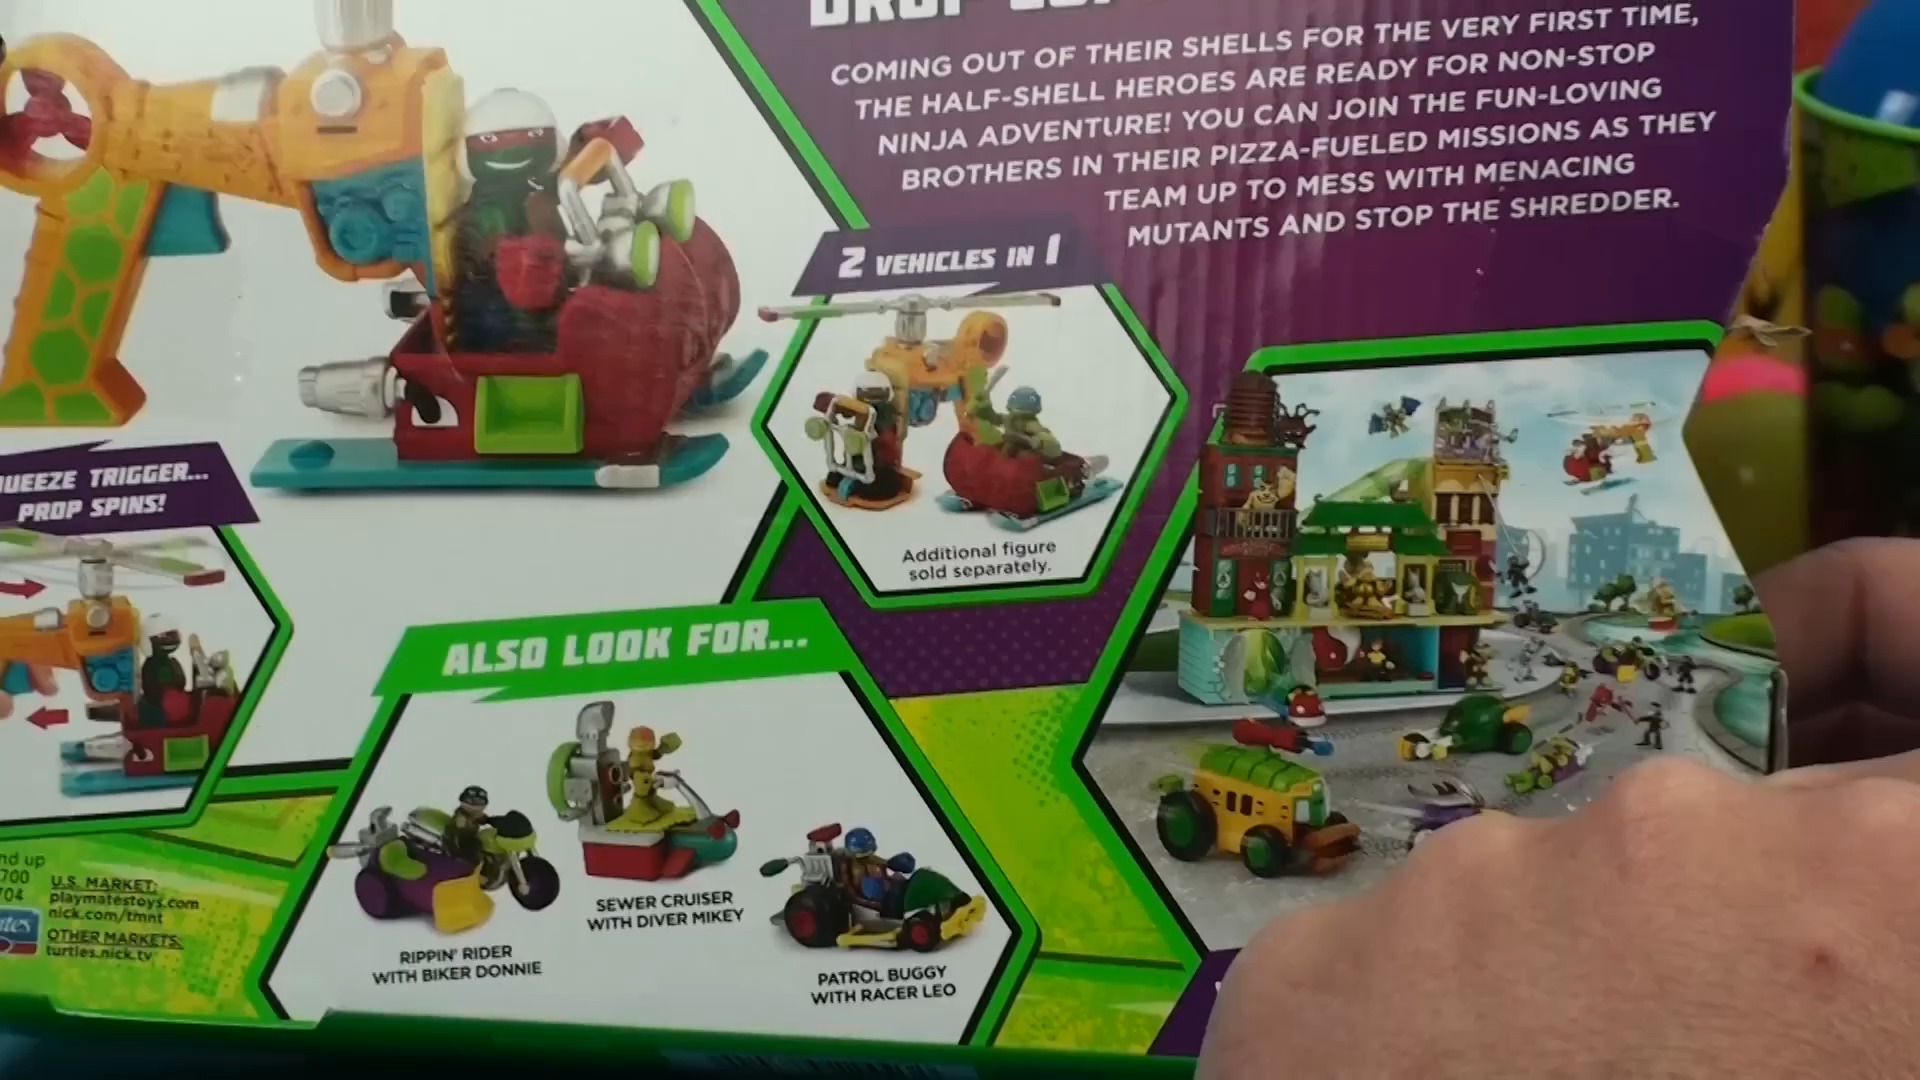 COMING OUT OF THEIR SHELLS FOR THE VERY FIRST TIME,
THE HALF-SHELL HEROES ARE READY FOR NON-STOP
NINJA ADVENTURE! YOU CAN JOIN THE FUN-LOVING
BROTHERS IN THEIR PIZZA-FUELED MISSIONS AS THEY
TEAM UP TO MESS WITH MENACING
MUTANTS AND STOP THE SHREDDER.
2 VEHICLES IN 1
Additional figure
sold separately.
UEEZE TRIGGER...
PROP SPINS!
ALSO LOOK FOR...
RIPPIN' RIDER
WITH BIKER DONNIE
SEWER CRUISER
WITH DIVER MIKEY
PATROL BUGGY
WITH RACER LEO
nd up
700
704
U.S. MARKET:
playmatestoys.com
nick.com/tmnt
OTHER MARKETS:
turtles.nick.tv